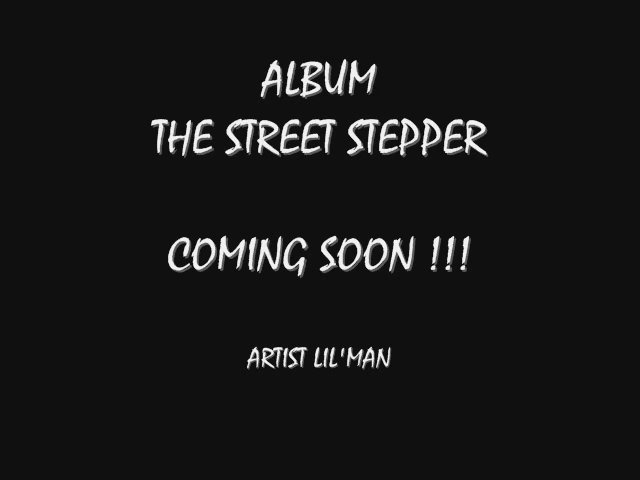 ALBUM
THE STREET STEPPER
COMING SOON !!!
ARTIST LIL'MAN